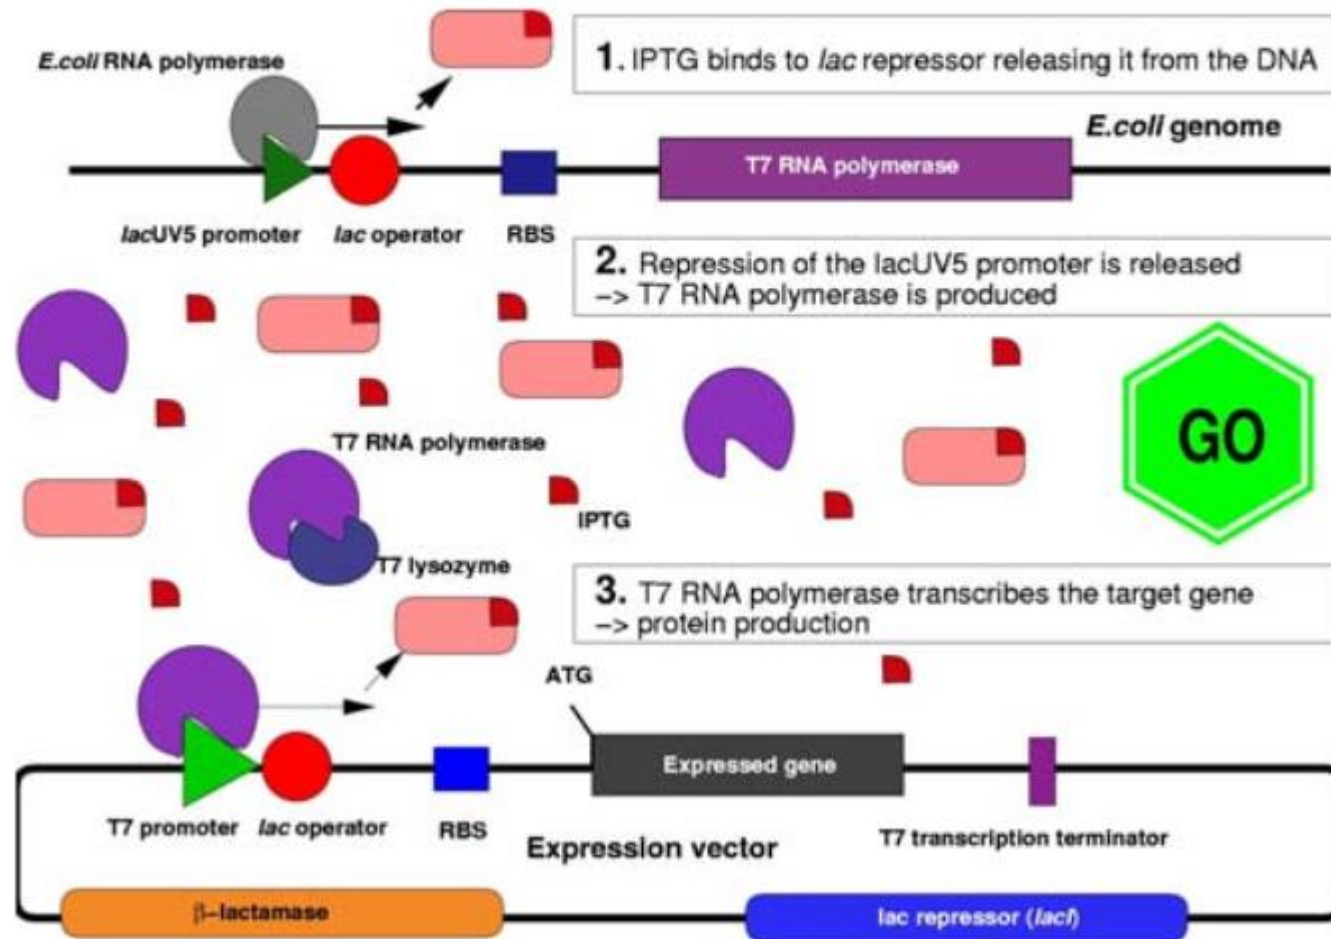 E.coli RNA polymerase
1. IPTG binds to lac repressor releasing it from the DNA
E.coli genome
T7 RNA polymerase
lacUV5 promoter
lac operator
RBS
2. Repression of the lacUV5 promoter is released
–> T7 RNA polymerase is produced
GO
T7 RNA polymerase
IPTG
T7 lysozyme
3. T7 RNA polymerase transcribes the target gene
–> protein production
ATG
Expressed gene
T7 promoter
lac operator
RBS
T7 transcription terminator
Expression vector
β–lactamase
lac repressor (lacI)